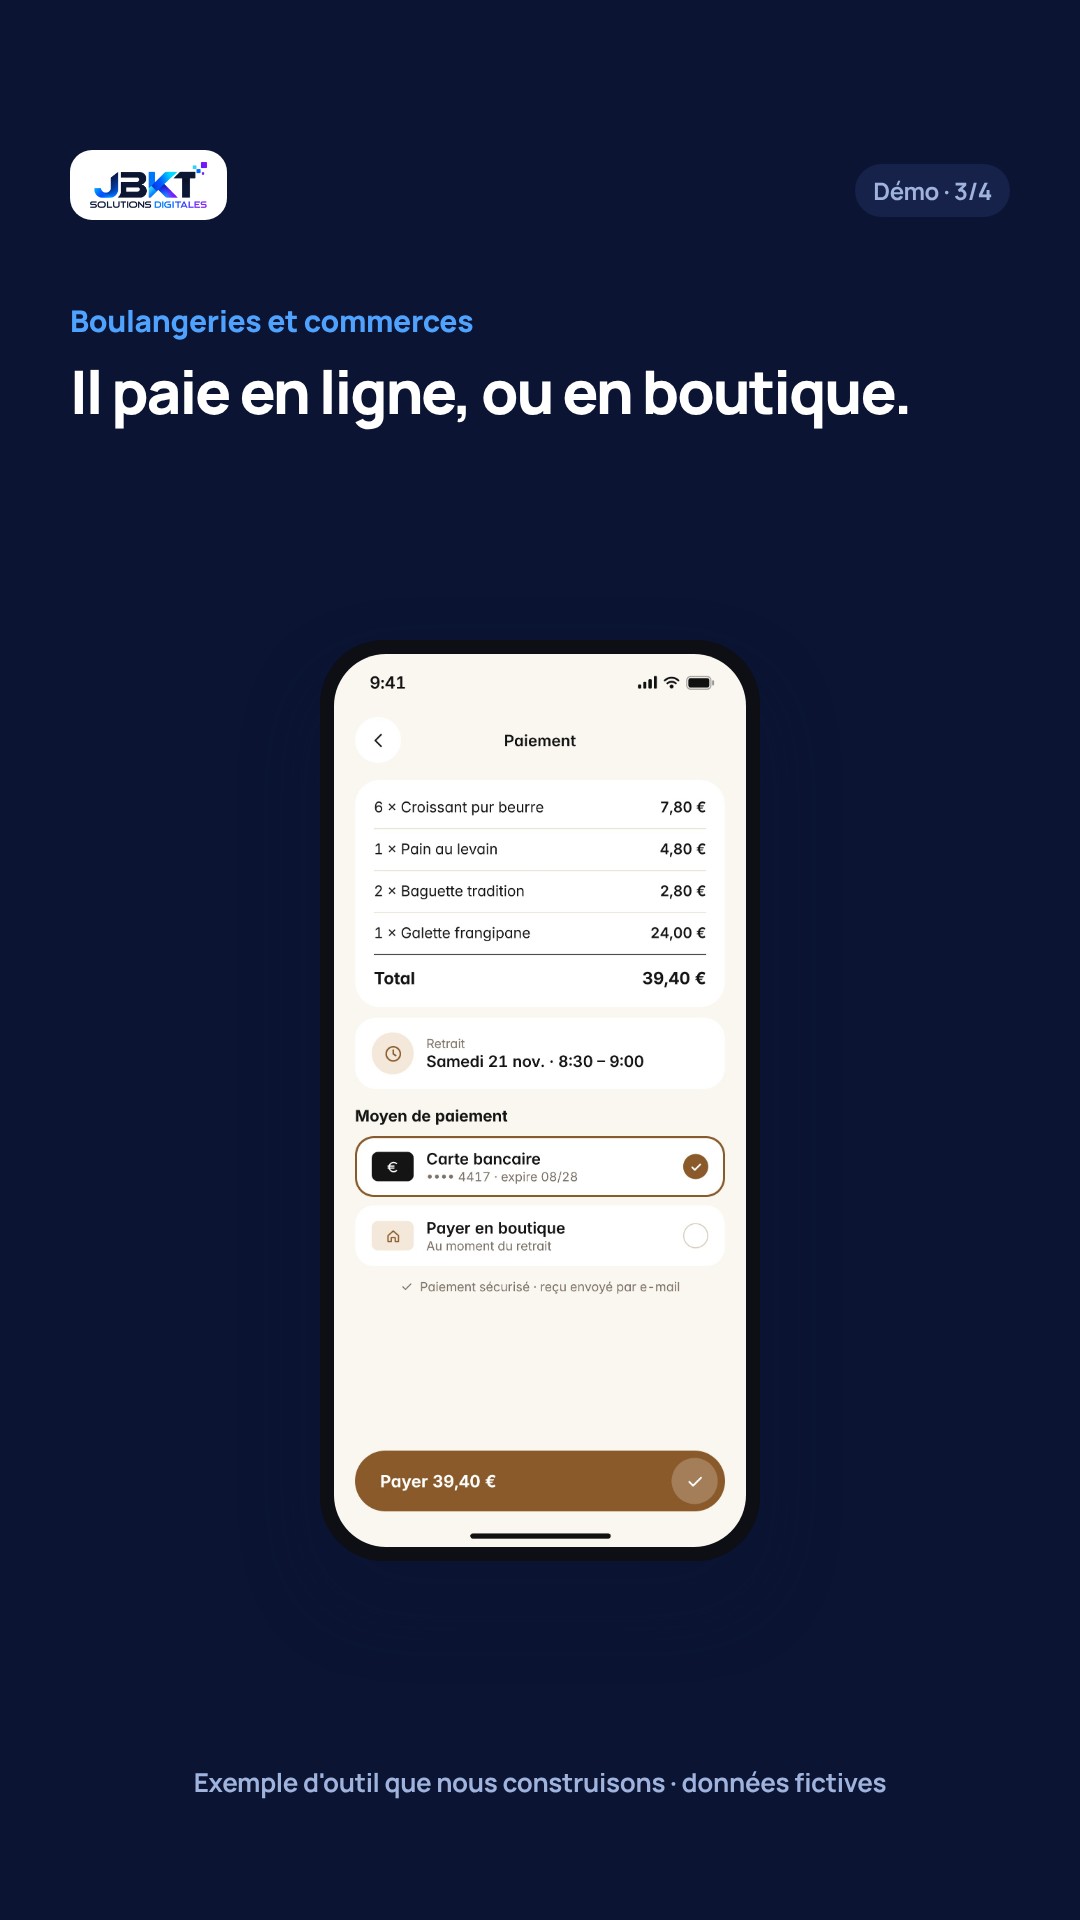 JBKT
SOLUTIONS DIGITALES
Démo · 3/4
Boulangeries et commerces
Il paie en ligne, ou en boutique.
9:41
Paiement
6 × Croissant pur beurre 7,80 €
1 × Pain au levain 4,80 €
2 × Baguette tradition 2,80 €
1 × Galette frangipane 24,00 €
Total 39,40 €
Retrait
Samedi 21 nov. · 8:30 – 9:00
Moyen de paiement
€
Carte bancaire
•••• 4417 · expire 08/28
Payer en boutique
Au moment du retrait
Paiement sécurisé · reçu envoyé par e-mail
Payer 39,40 €
Exemple d'outil que nous construisons · données fictives